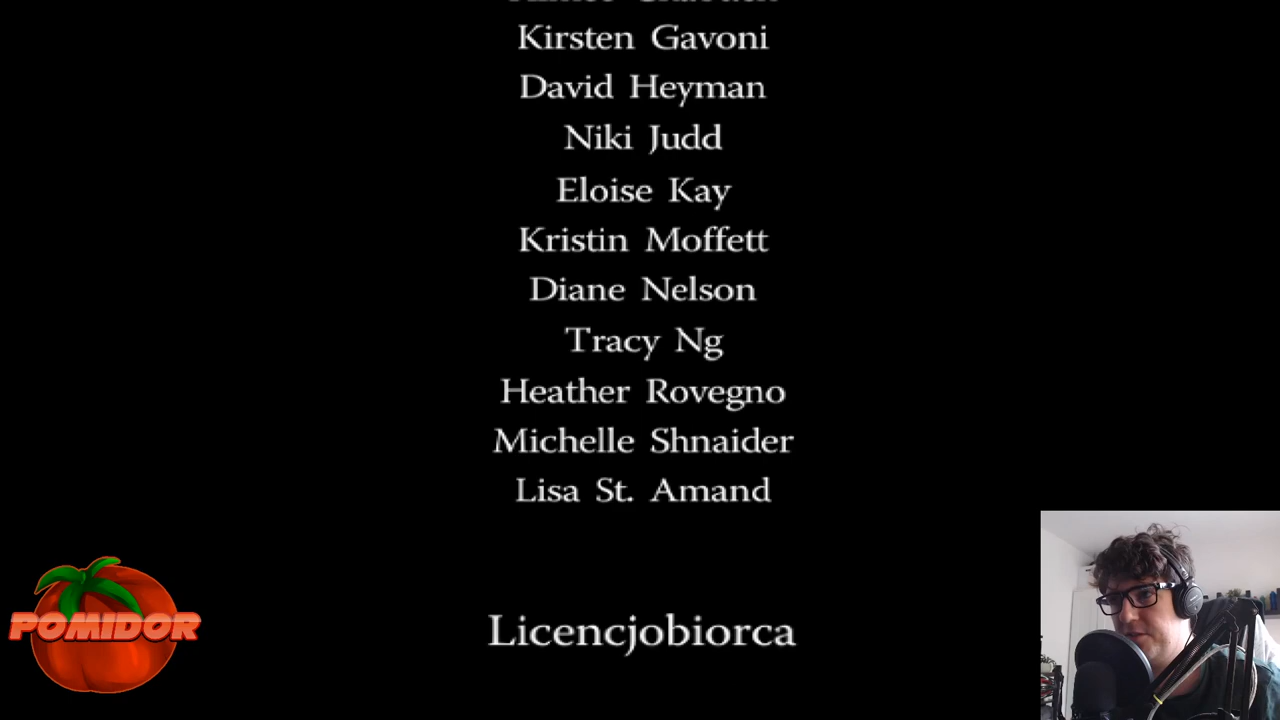 Kirsten Gavoni
David Heyman
Niki Judd
Eloise Kay
Kristin Moffett
Diane Nelson
Tracy Ng
Heather Rovegno
Michelle Shnaider
Lisa St. Amand
Licencjobiorca
POMIDOR